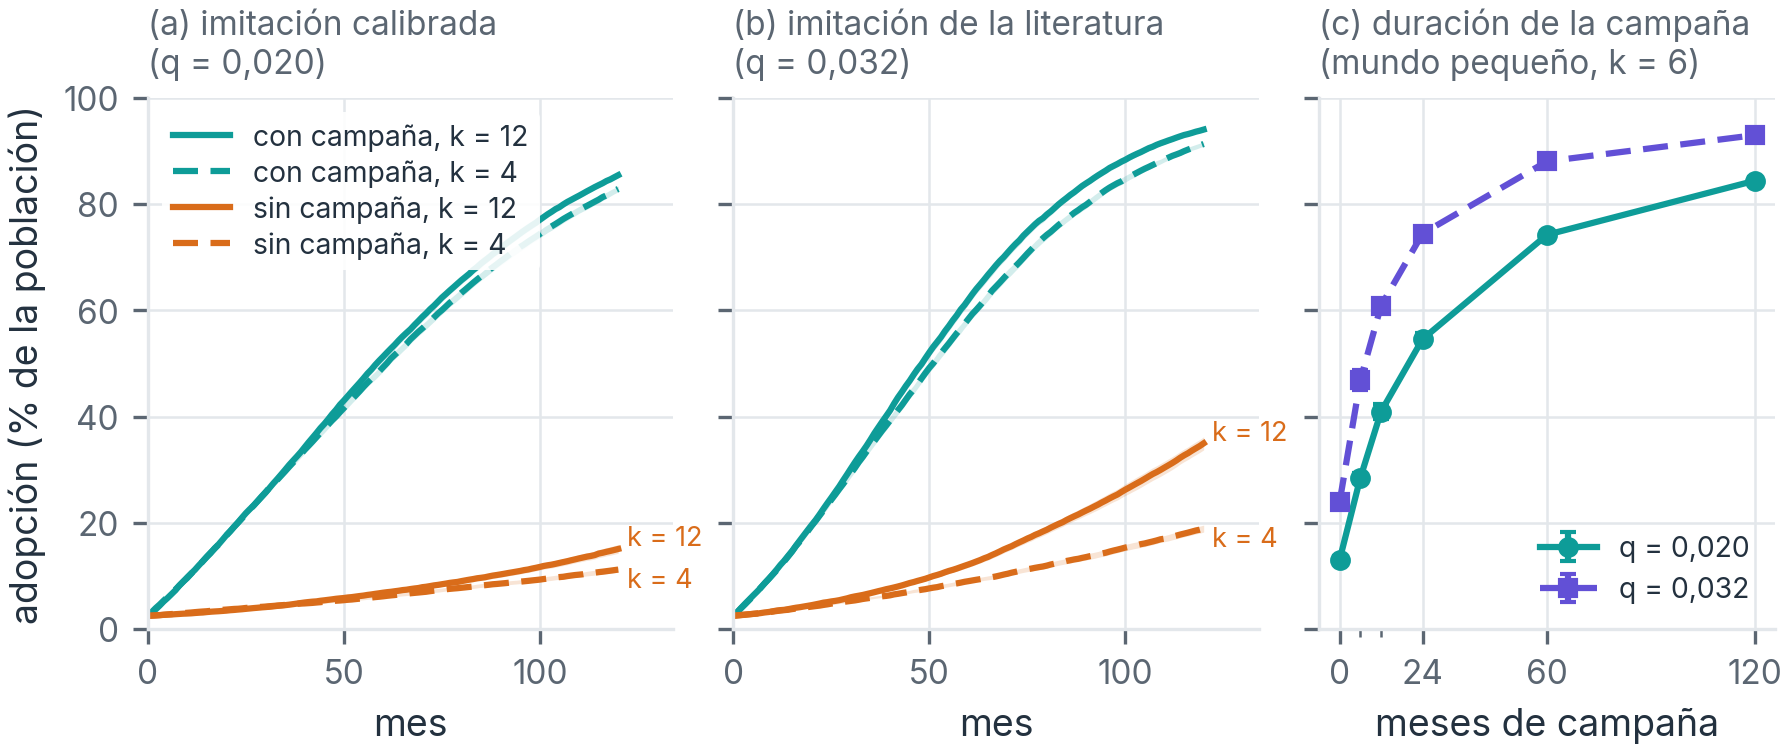 (a) imitación calibrada
(q = 0,020)
(b) imitación de la literatura
(q = 0,032)
(c) duración de la campaña
(mundo pequeño, k = 6)
adopción (% de la población)
100
80
60
40
20
0
con campaña, k = 12
con campaña, k = 4
sin campaña, k = 12
sin campaña, k = 4
k = 12
k = 4
0
50
100
mes
k = 12
k = 4
0
50
100
mes
q = 0,020
q = 0,032
0
24
60
120
meses de campaña